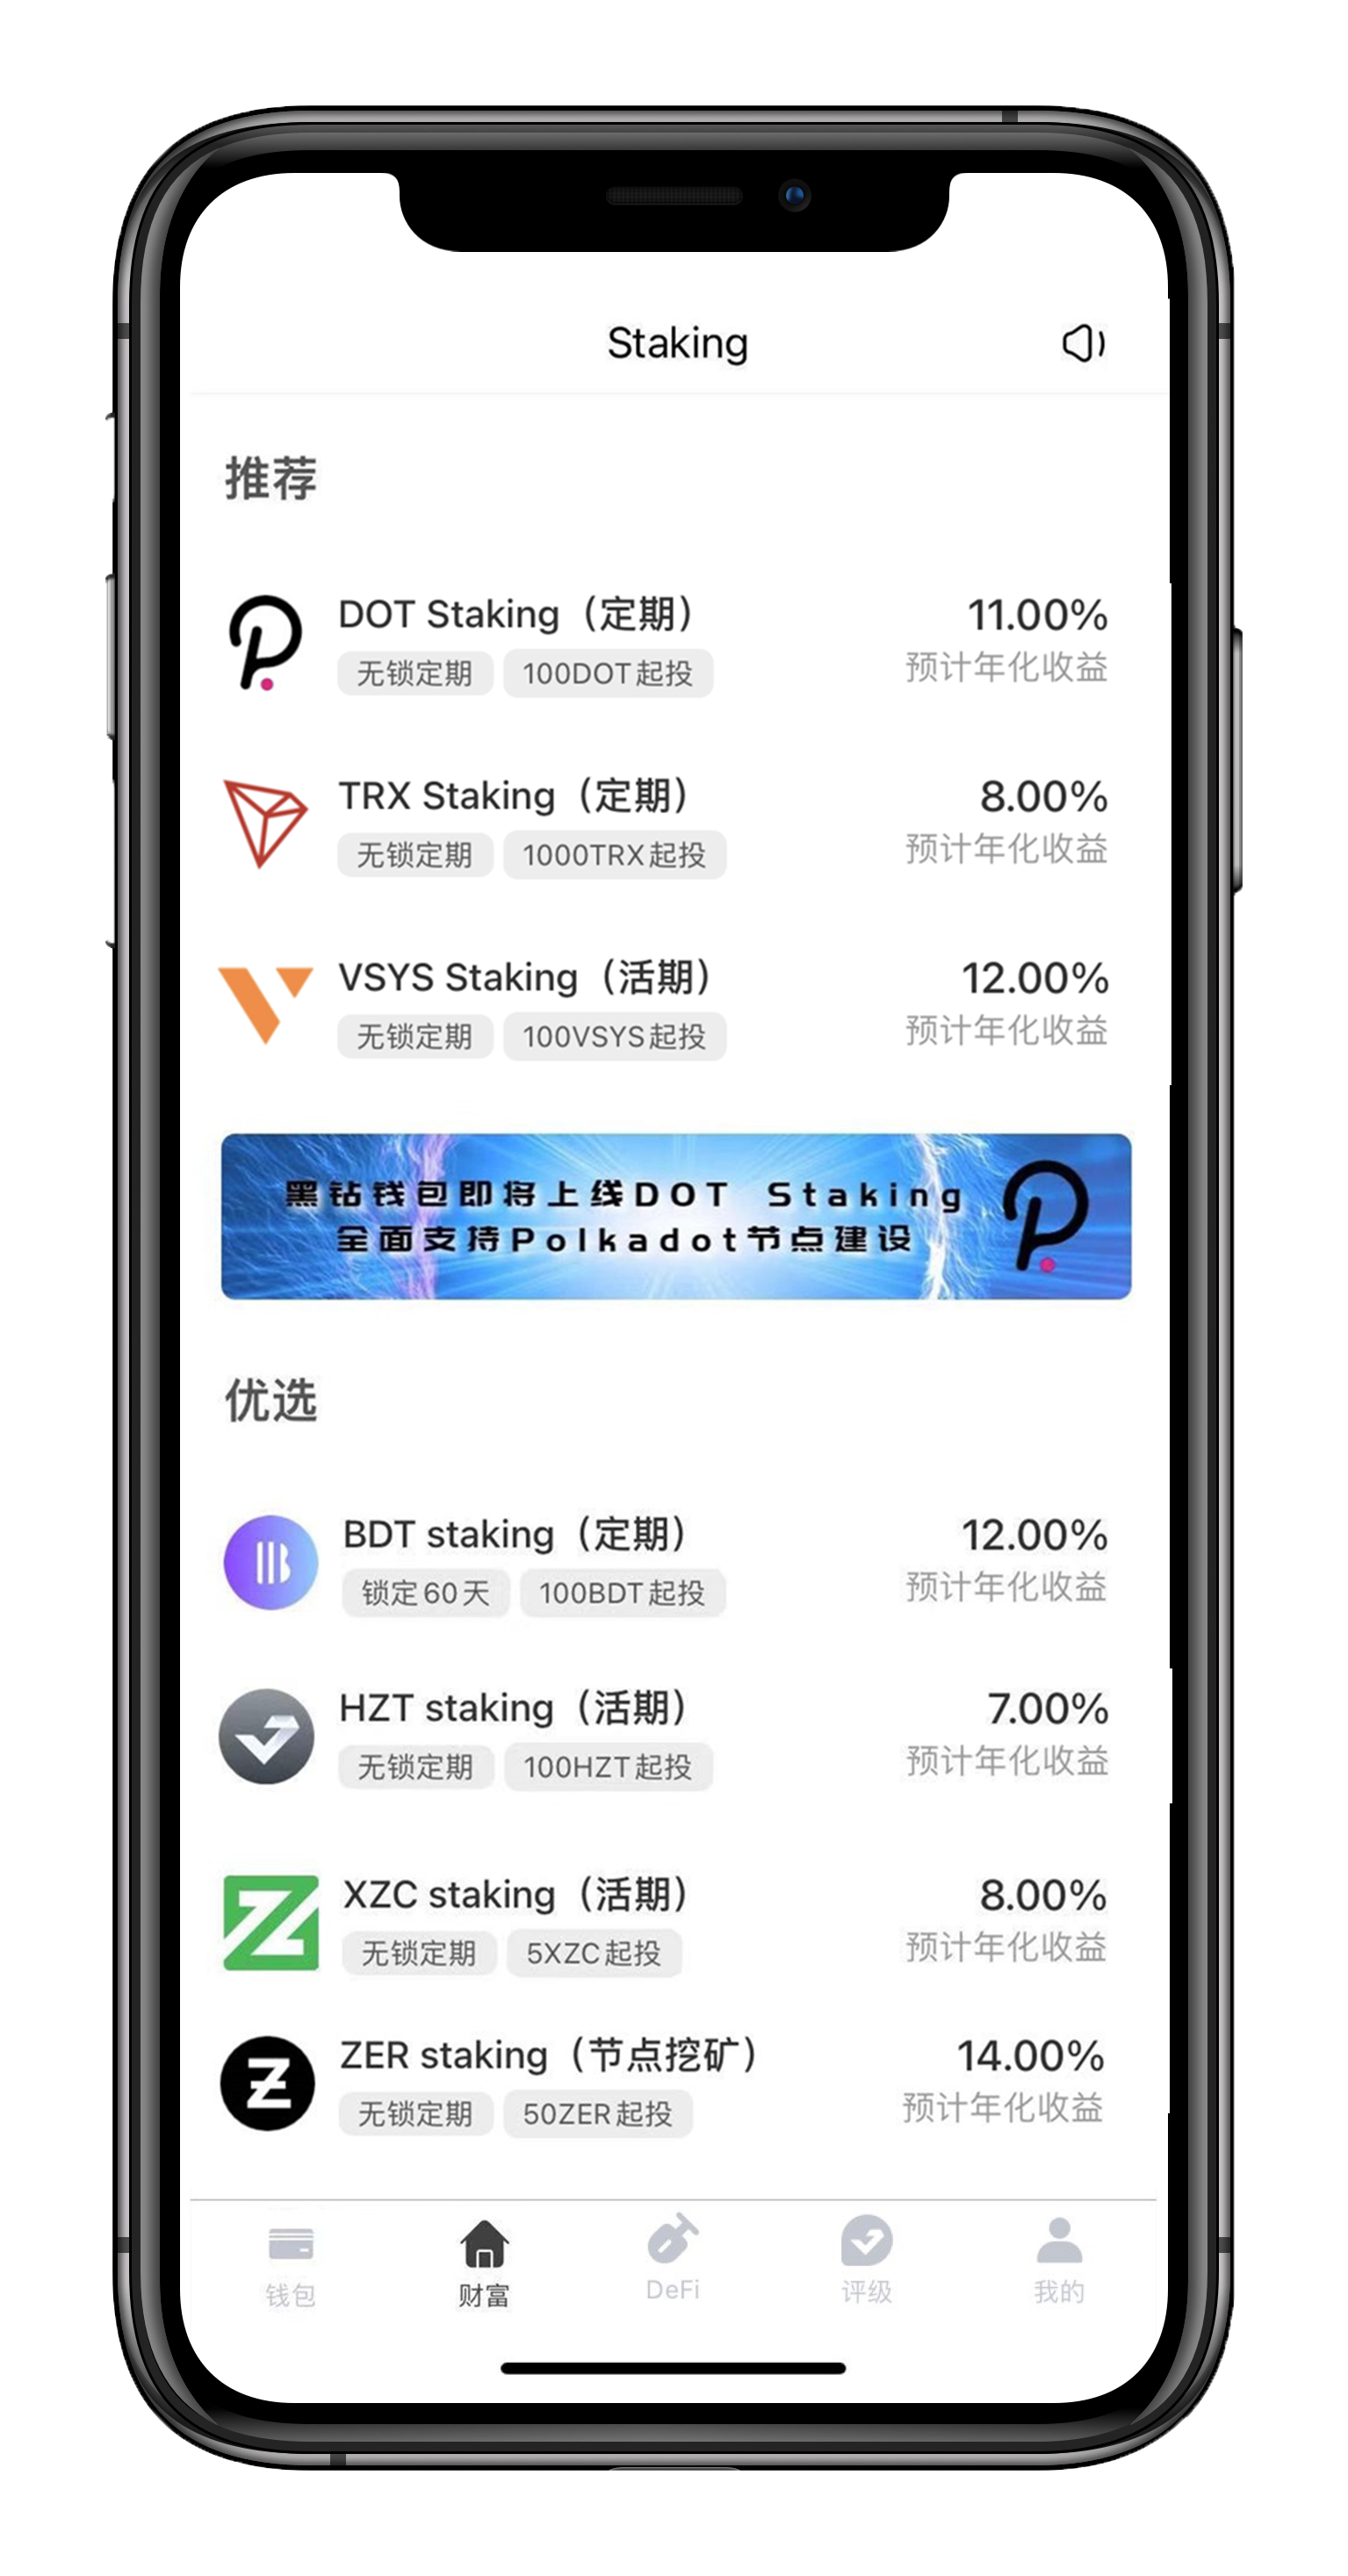 Staking
推荐
DOT Staking（定期） 11.00%
无锁定期 100DOT起投 预计年化收益
TRX Staking（定期） 8.00%
无锁定期 1000TRX起投 预计年化收益
VSYS Staking（活期） 12.00%
无锁定期 100VSYS起投 预计年化收益
黑钻钱包即将上线DOT Staking
全面支持Polkadot节点建设
优选
BDT staking（定期） 12.00%
锁定60天 100BDT起投 预计年化收益
HZT staking（活期） 7.00%
无锁定期 100HZT起投 预计年化收益
XZC staking（活期） 8.00%
无锁定期 5XZC起投 预计年化收益
ZER staking（节点挖矿） 14.00%
无锁定期 50ZER起投 预计年化收益
钱包 财富 DeFi 评级 我的